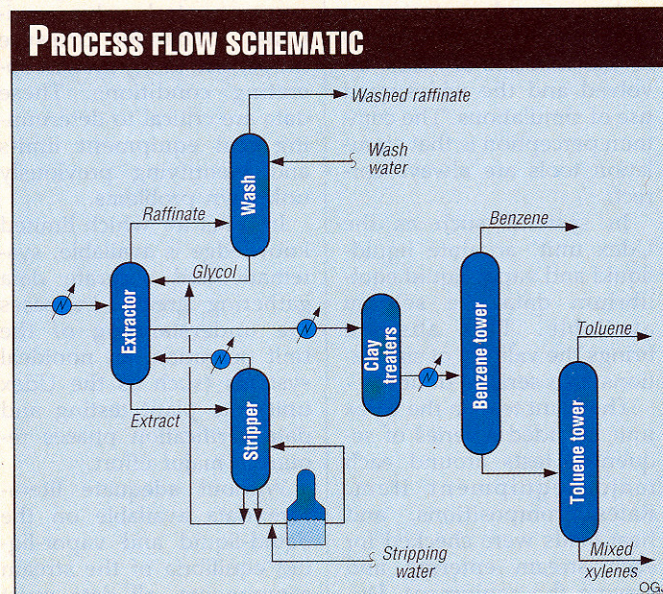 PROCESS FLOW SCHEMATIC
Washed raffinate
Wash
water
Wash
Raffinate
Glycol
Extractor
Extract
Stripper
Stripping
water
Clay
treaters
Benzene
Benzene tower
Toluene
Toluene tower
Mixed
xylenes